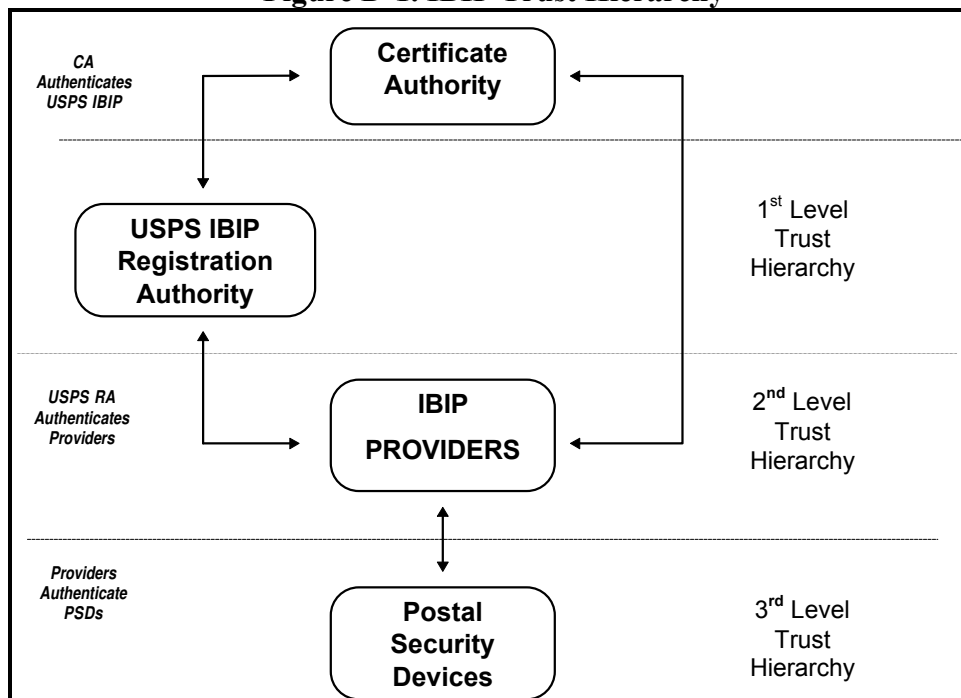 Certificate
Authority
CA
Authenticates
USPS IBIP
USPS IBIP
Registration
Authority
1st Level
Trust
Hierarchy
USPS RA
Authenticates
Providers
IBIP
PROVIDERS
2nd Level
Trust
Hierarchy
Providers
Authenticate
PSDs
Postal
Security
Devices
3rd Level
Trust
Hierarchy